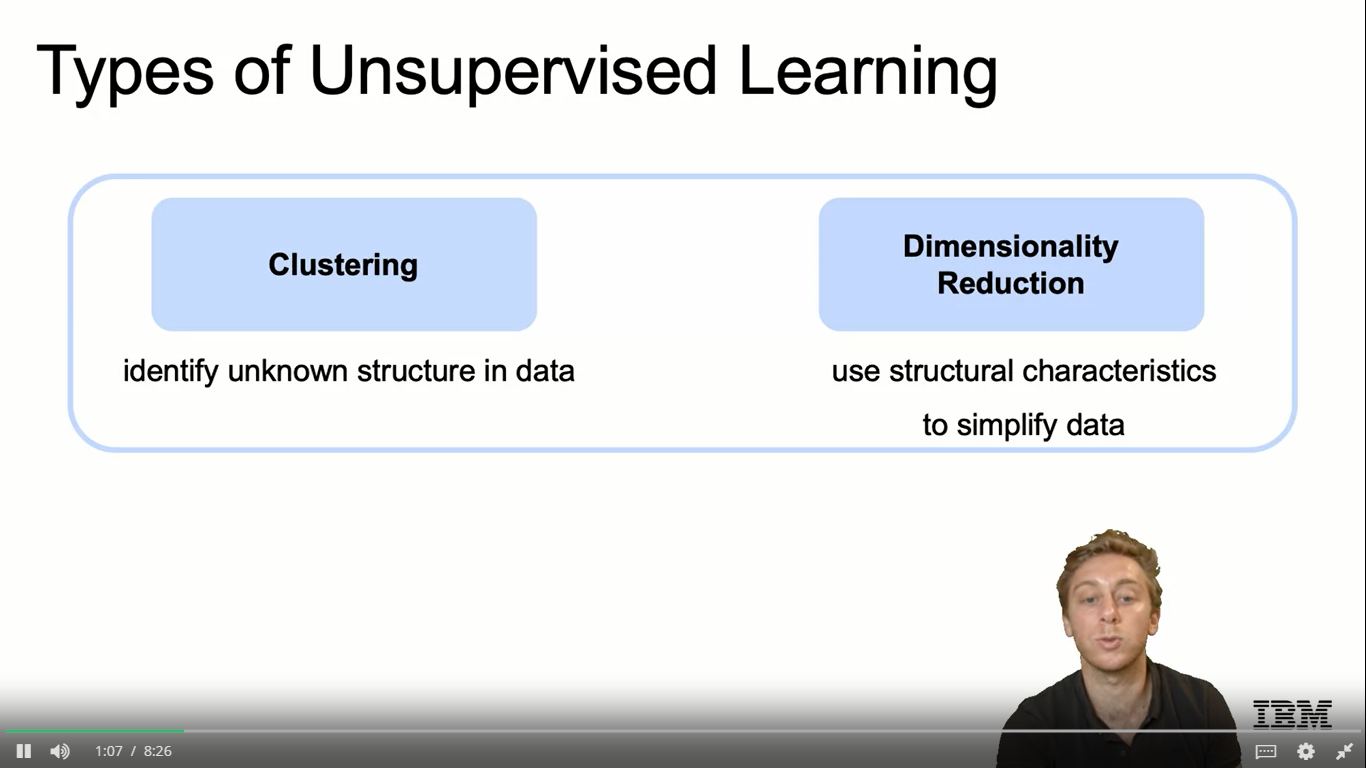 Types of Unsupervised Learning
Clustering
identify unknown structure in data
Dimensionality
Reduction
use structural characteristics
to simplify data
IBM
1:07 / 8:26